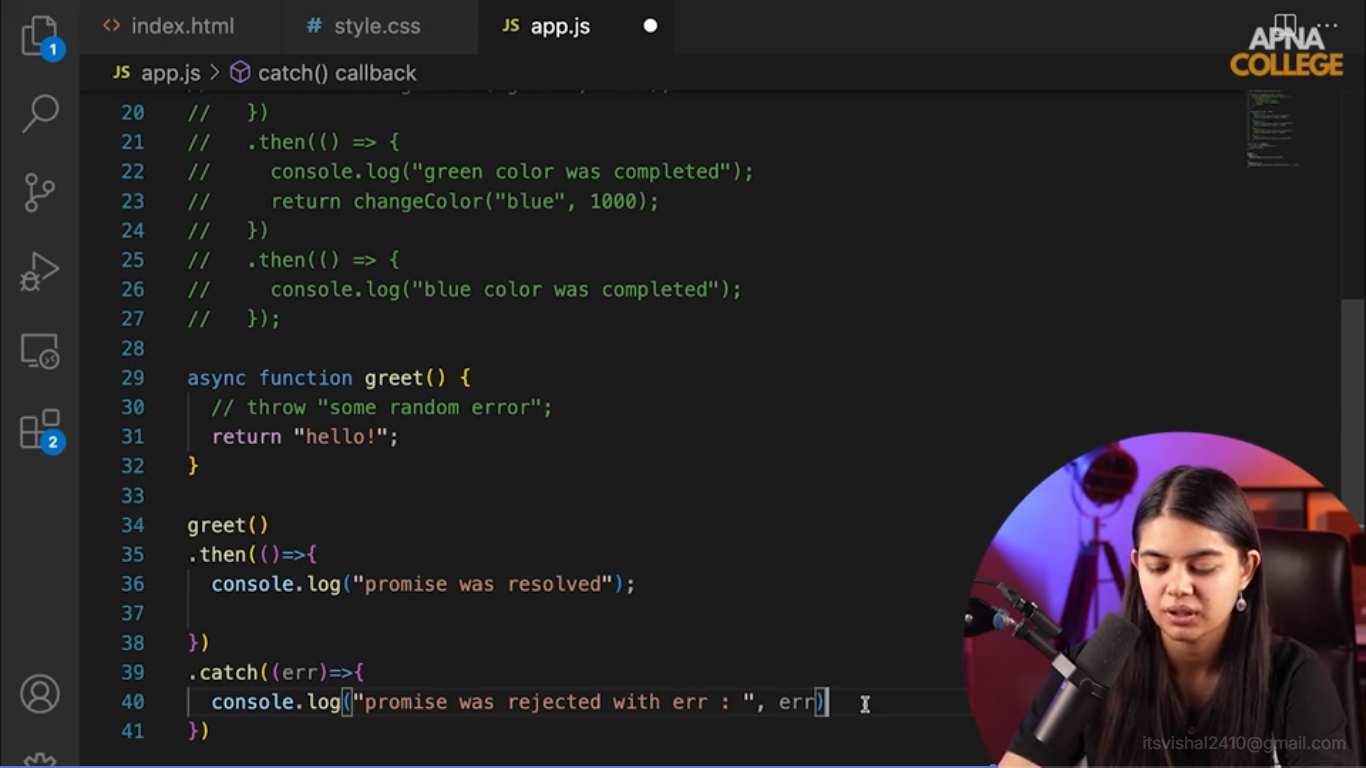 index.html
# style.css
JS app.js
APNA
COLLEGE
JS app.js > catch() callback
1
20 //   })
21 //   .then(() => {
22 //     console.log("green color was completed");
23 //     return changeColor("blue", 1000);
24 //   })
25 //   .then(() => {
26 //     console.log("blue color was completed");
27 //   });
28
29 async function greet() {
30   // throw "some random error";
31   return "hello!";
32 }
33
34 greet()
35 .then(()=>{
36   console.log("promise was resolved");
37
38 })
39 .catch((err)=>{
40   console.log("promise was rejected with err : ", err)
41 })
2
itsvishal2410@gmail.com